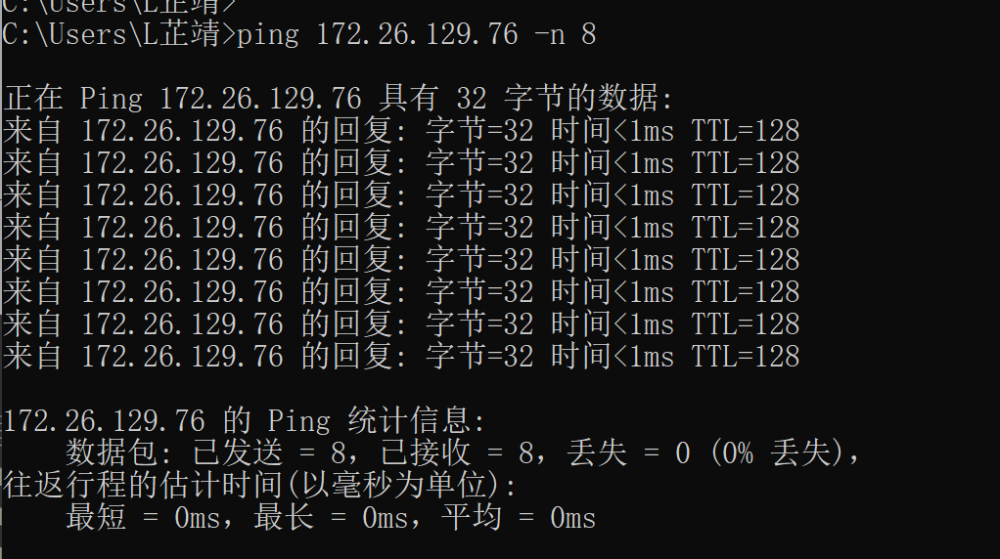 C:\Users\L芷靖>
C:\Users\L芷靖>ping 172.26.129.76 -n 8
正在 Ping 172.26.129.76 具有 32 字节的数据:
来自 172.26.129.76 的回复: 字节=32 时间<1ms TTL=128
来自 172.26.129.76 的回复: 字节=32 时间<1ms TTL=128
来自 172.26.129.76 的回复: 字节=32 时间<1ms TTL=128
来自 172.26.129.76 的回复: 字节=32 时间<1ms TTL=128
来自 172.26.129.76 的回复: 字节=32 时间<1ms TTL=128
来自 172.26.129.76 的回复: 字节=32 时间<1ms TTL=128
来自 172.26.129.76 的回复: 字节=32 时间<1ms TTL=128
来自 172.26.129.76 的回复: 字节=32 时间<1ms TTL=128
172.26.129.76 的 Ping 统计信息:
数据包: 已发送 = 8，已接收 = 8，丢失 = 0 (0% 丢失)，
往返行程的估计时间(以毫秒为单位):
最短 = 0ms，最长 = 0ms，平均 = 0ms